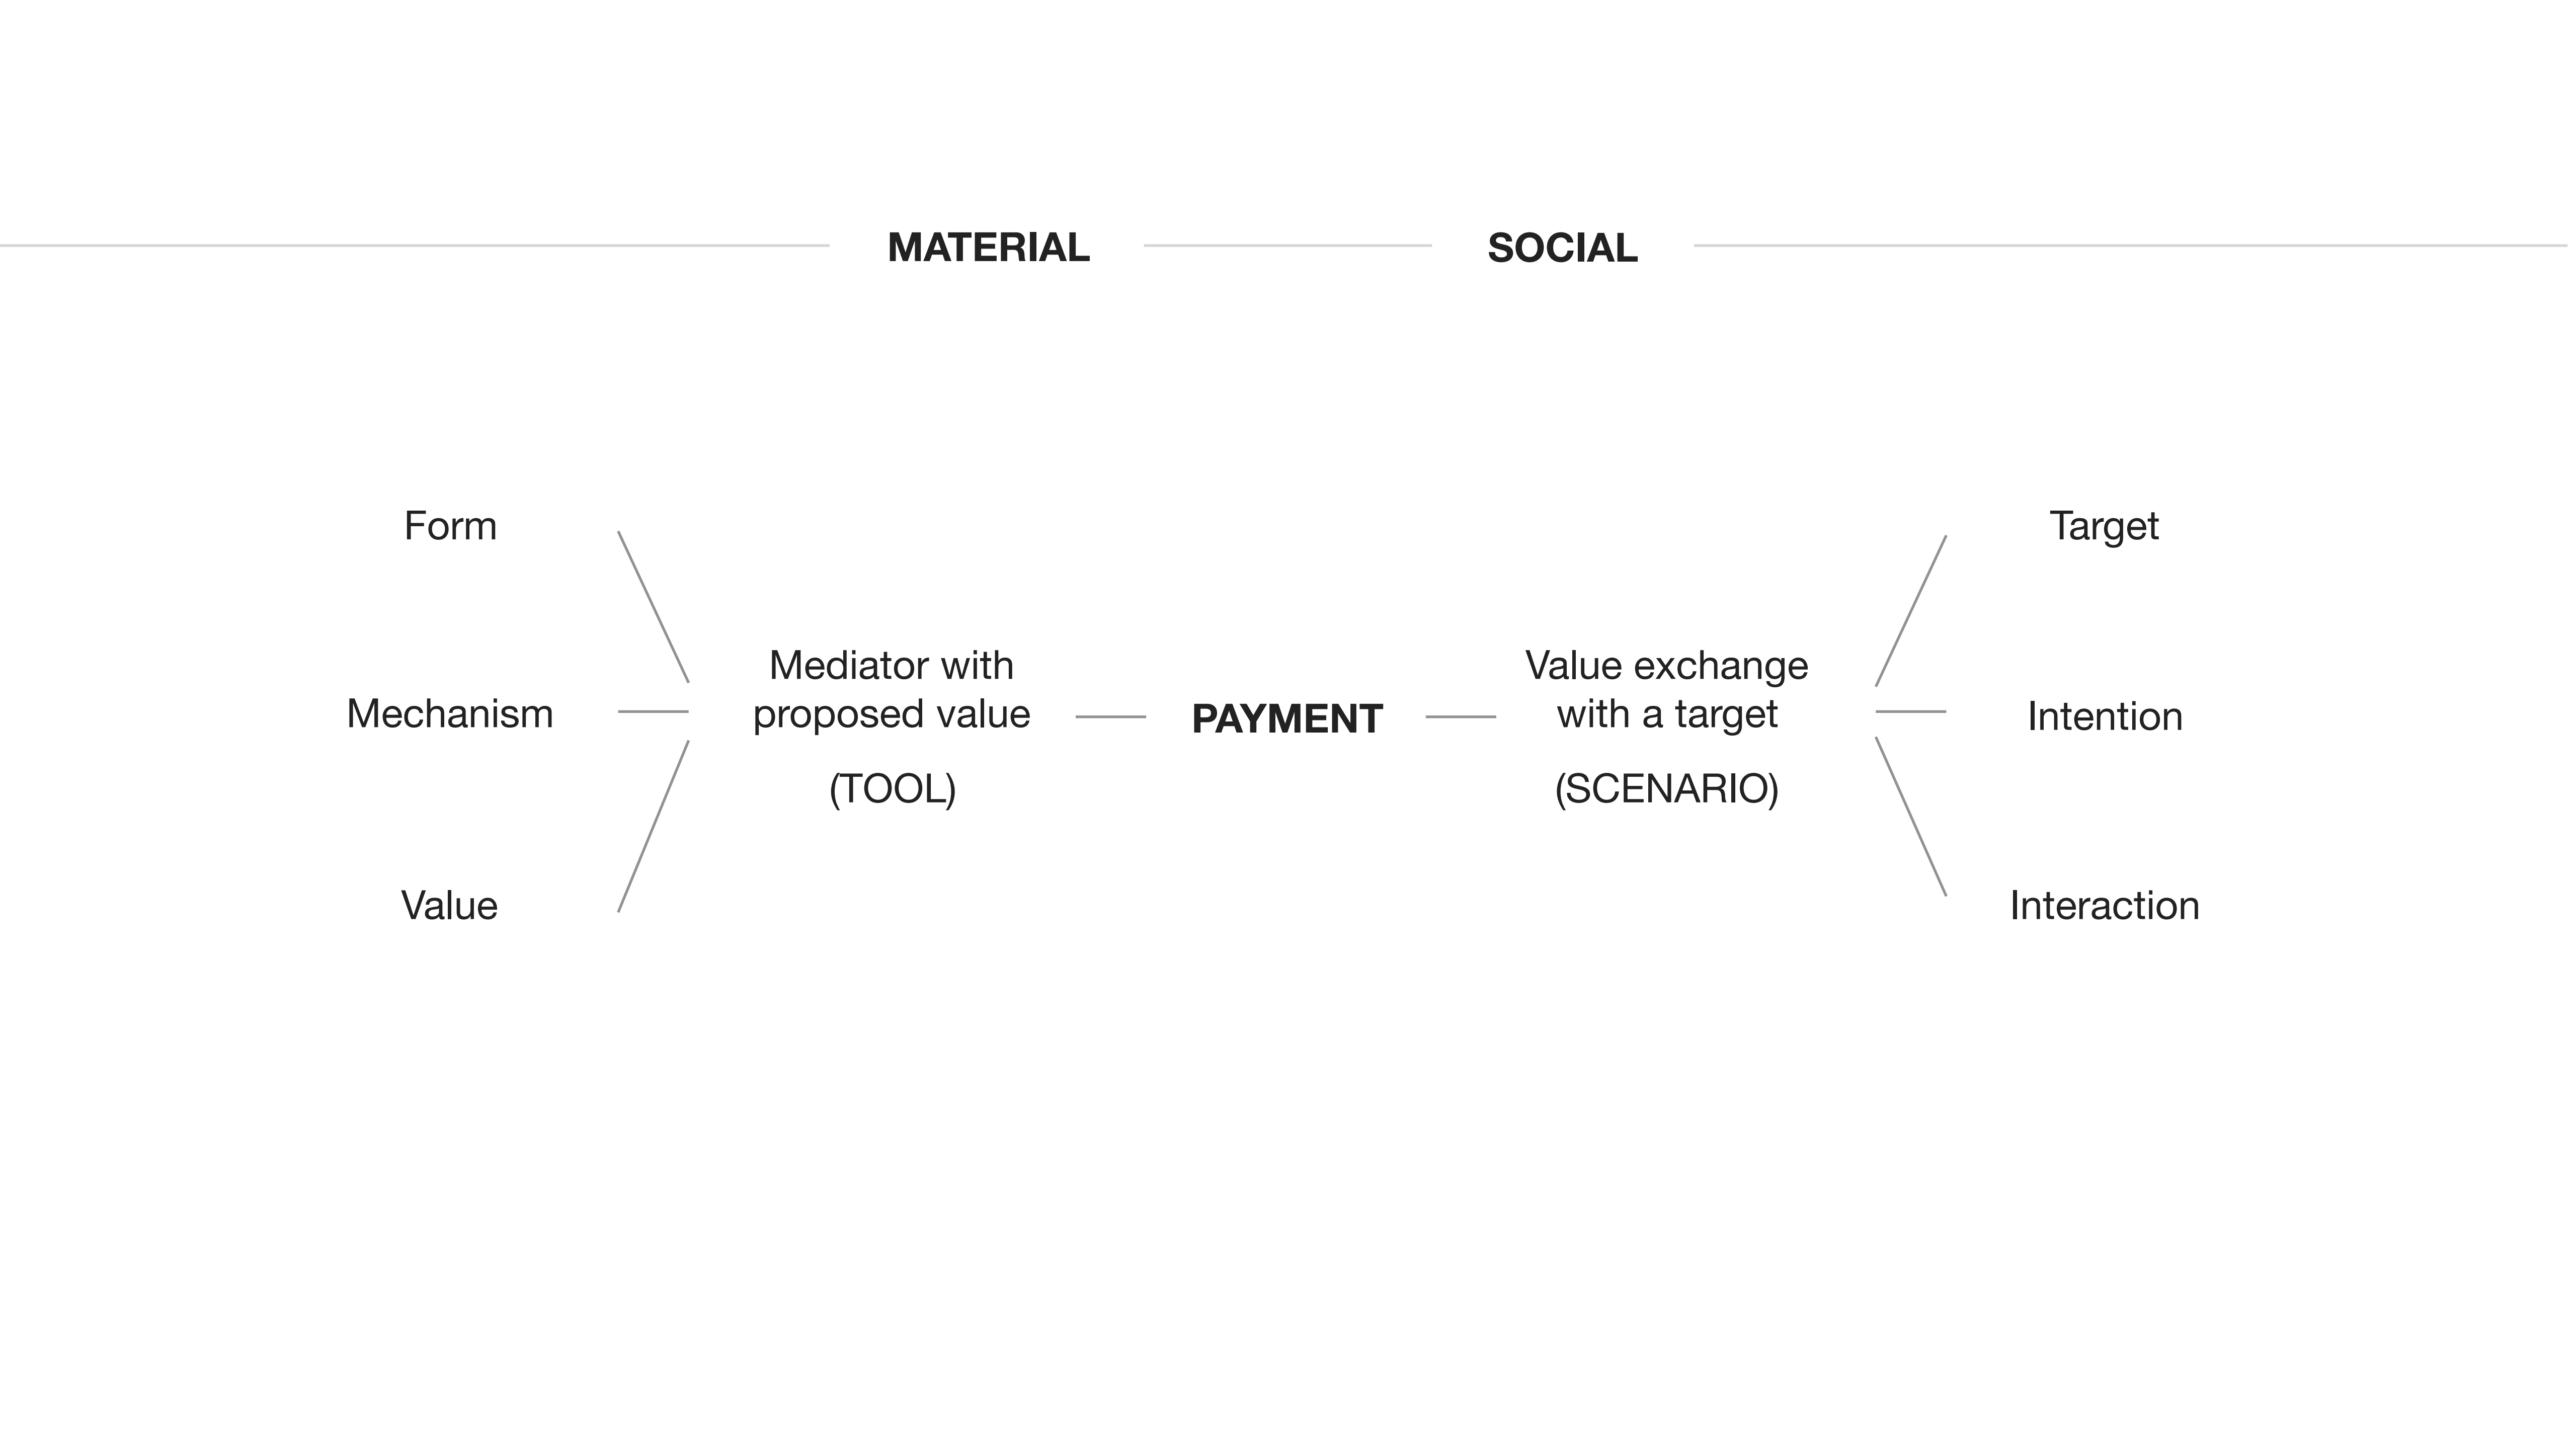 MATERIAL
SOCIAL
Form
Mechanism
Value
Mediator with
proposed value
(TOOL)
PAYMENT
Value exchange
with a target
(SCENARIO)
Target
Intention
Interaction